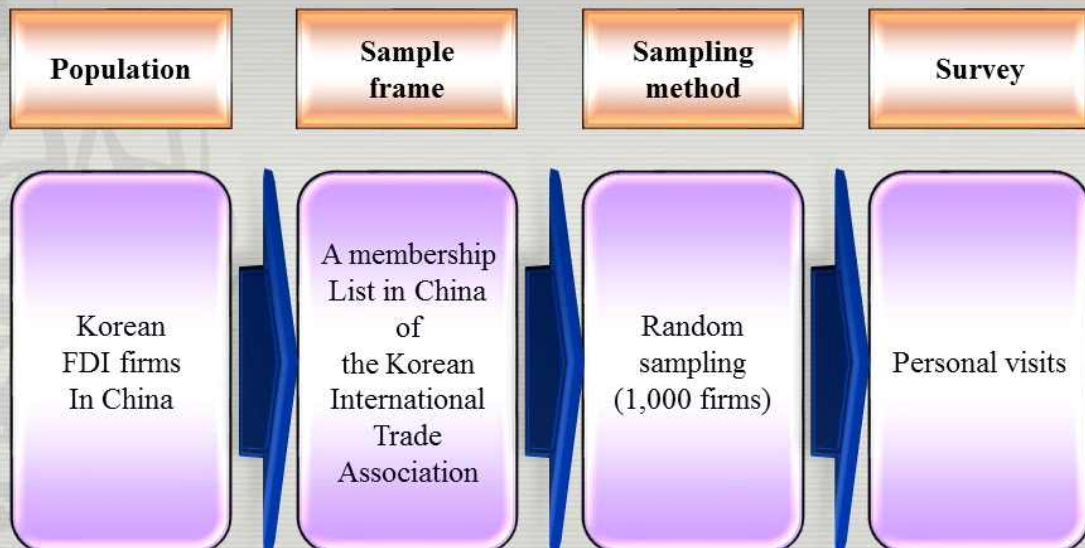 Population
Sample
frame
Sampling
method
Survey
Korean
FDI firms
In China
A membership
List in China
of
the Korean
International
Trade
Association
Random
sampling
(1,000 firms)
Personal visits